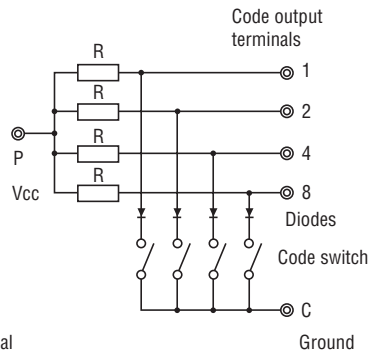 Code output
terminals
R
1
R
2
R
4
P
R
8
Vcc
Diodes
Code switch
C
al
Ground